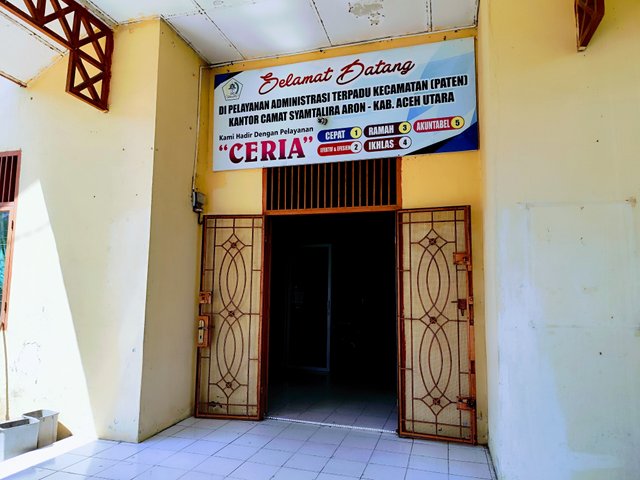 Selamat Datang
DI PELAYANAN ADMINISTRASI TERPADU KECAMATAN (PATEN)
KANTOR CAMAT SYAMTALIRA ARON - KAB. ACEH UTARA
Kami Hadir Dengan Pelayanan
"CERIA"
CEPAT 1 RAMAH 3 AKUNTABEL 5
EFEKTIF & EFESIEN 2 IKHLAS 4